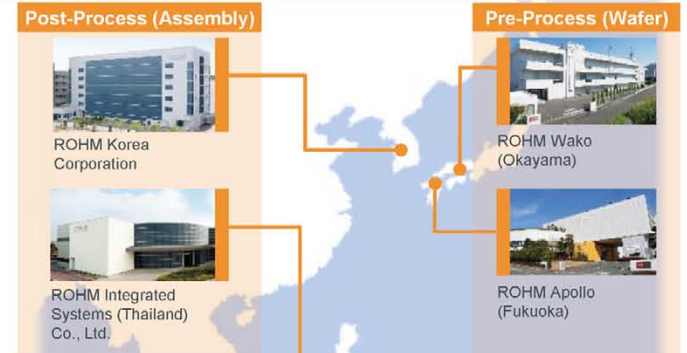 Post-Process (Assembly)
ROHM Korea
Corporation
ROHM Integrated
Systems (Thailand)
Co., Ltd.
Pre-Process (Wafer)
ROHM Wako
(Okayama)
ROHM Apollo
(Fukuoka)